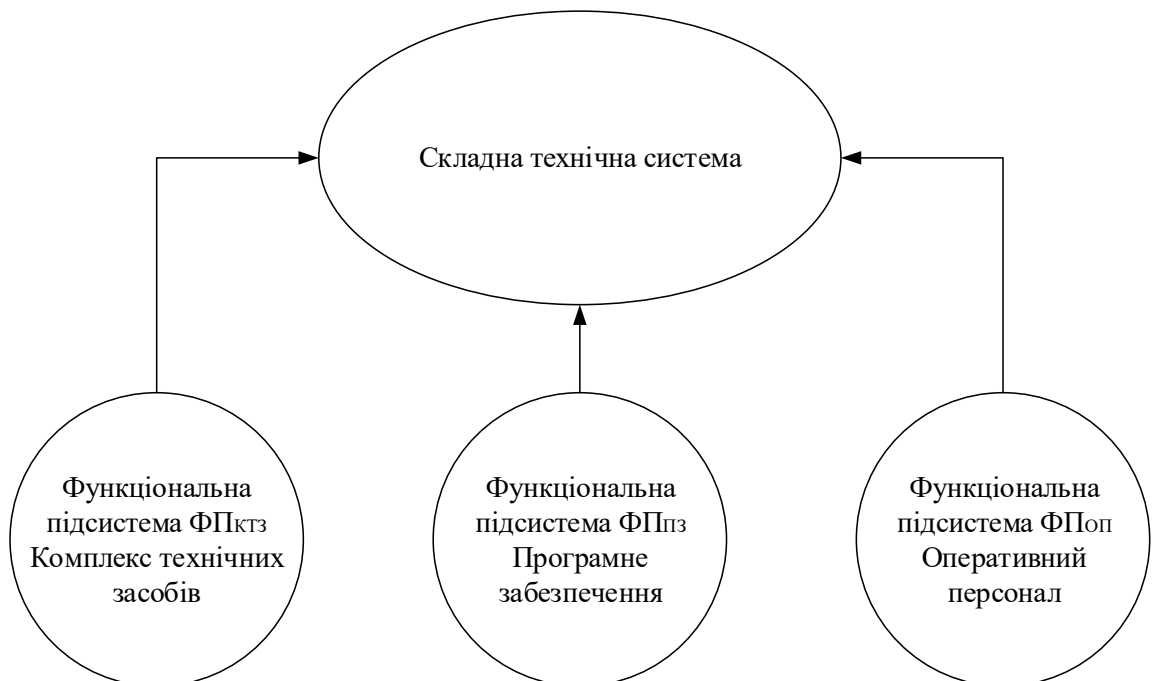 Складна технічна система
Функціональна
підсистема ФПктз
Комплекс технічних
засобів
Функціональна
підсистема ФПпз
Програмне
забезпечення
Функціональна
підсистема ФПоп
Оперативний
персонал